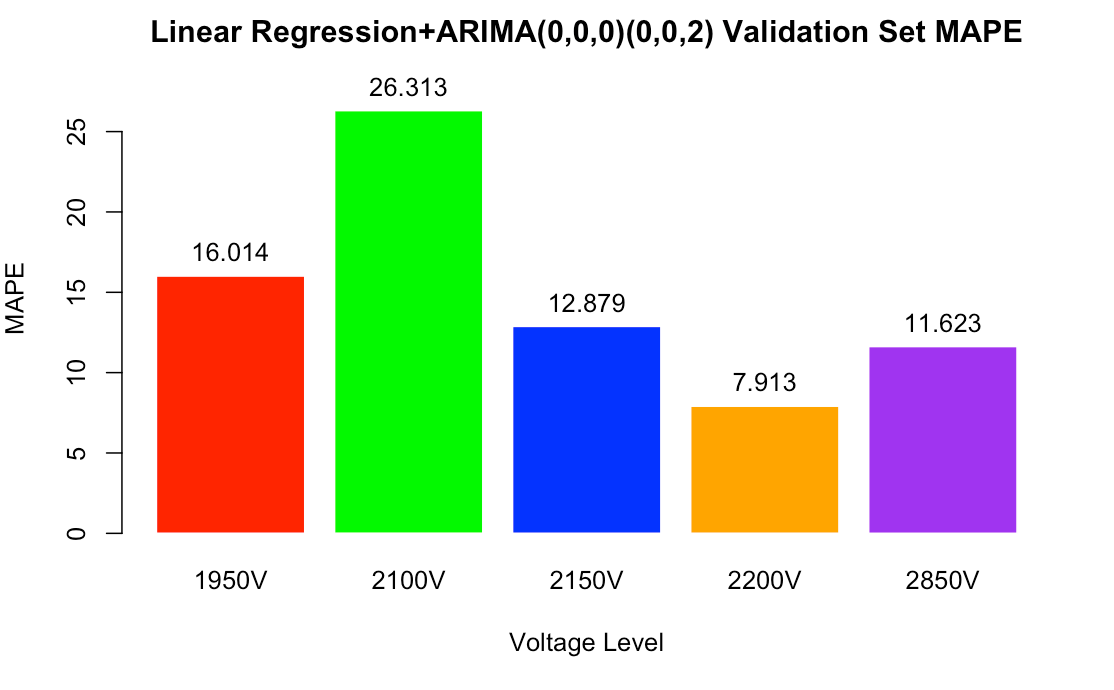 Linear Regression+ARIMA(0,0,0)(0,0,2) Validation Set MAPE
MAPE
25
20
15
10
5
0
16.014
26.313
12.879
7.913
11.623
1950V
2100V
2150V
2200V
2850V
Voltage Level